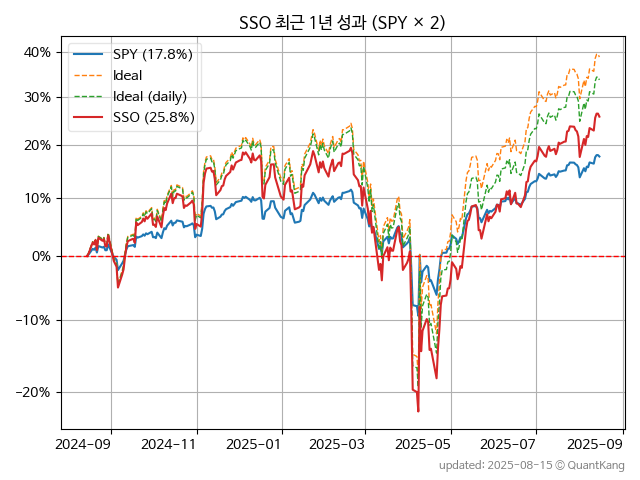 SSO 최근 1년 성과 (SPY × 2)
SPY (17.8%)
Ideal
Ideal (daily)
SSO (25.8%)
40%
30%
20%
10%
0%
−10%
−20%
2024−09
2024−11
2025−01
2025−03
2025−05
2025−07
2025−09
updated: 2025−08−15 ⓒ QuantKang